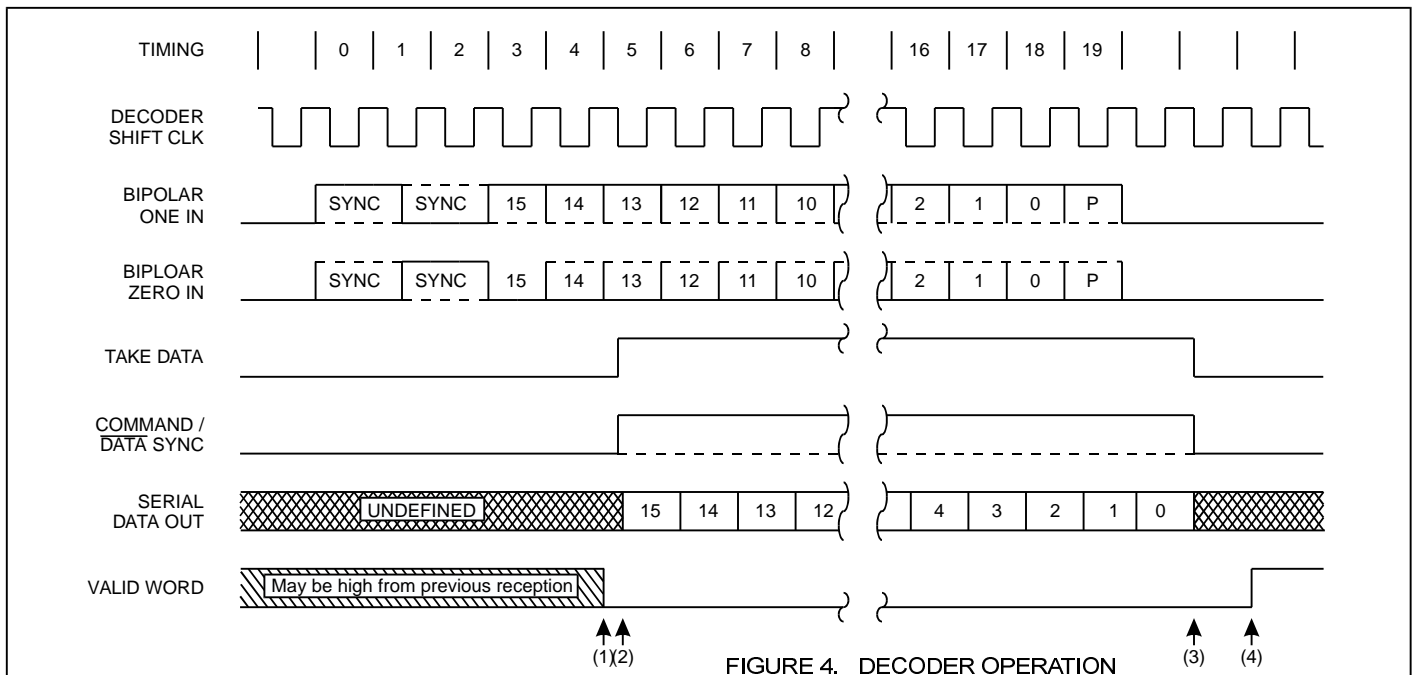 TIMING 0 1 2 3 4 5 6 7 8 16 17 18 19
DECODER
SHIFT CLK
BIPOLAR
ONE IN
SYNC SYNC 15 14 13 12 11 10 2 1 0 P
BIPLOAR
ZERO IN
SYNC SYNC 15 14 13 12 11 10 2 1 0 P
TAKE DATA
COMMAND /
DATA SYNC
SERIAL
DATA OUT
UNDEFINED 15 14 13 12 4 3 2 1 0
VALID WORD May be high from previous reception
(1) (2) (3) (4)
FIGURE 4. DECODER OPERATION